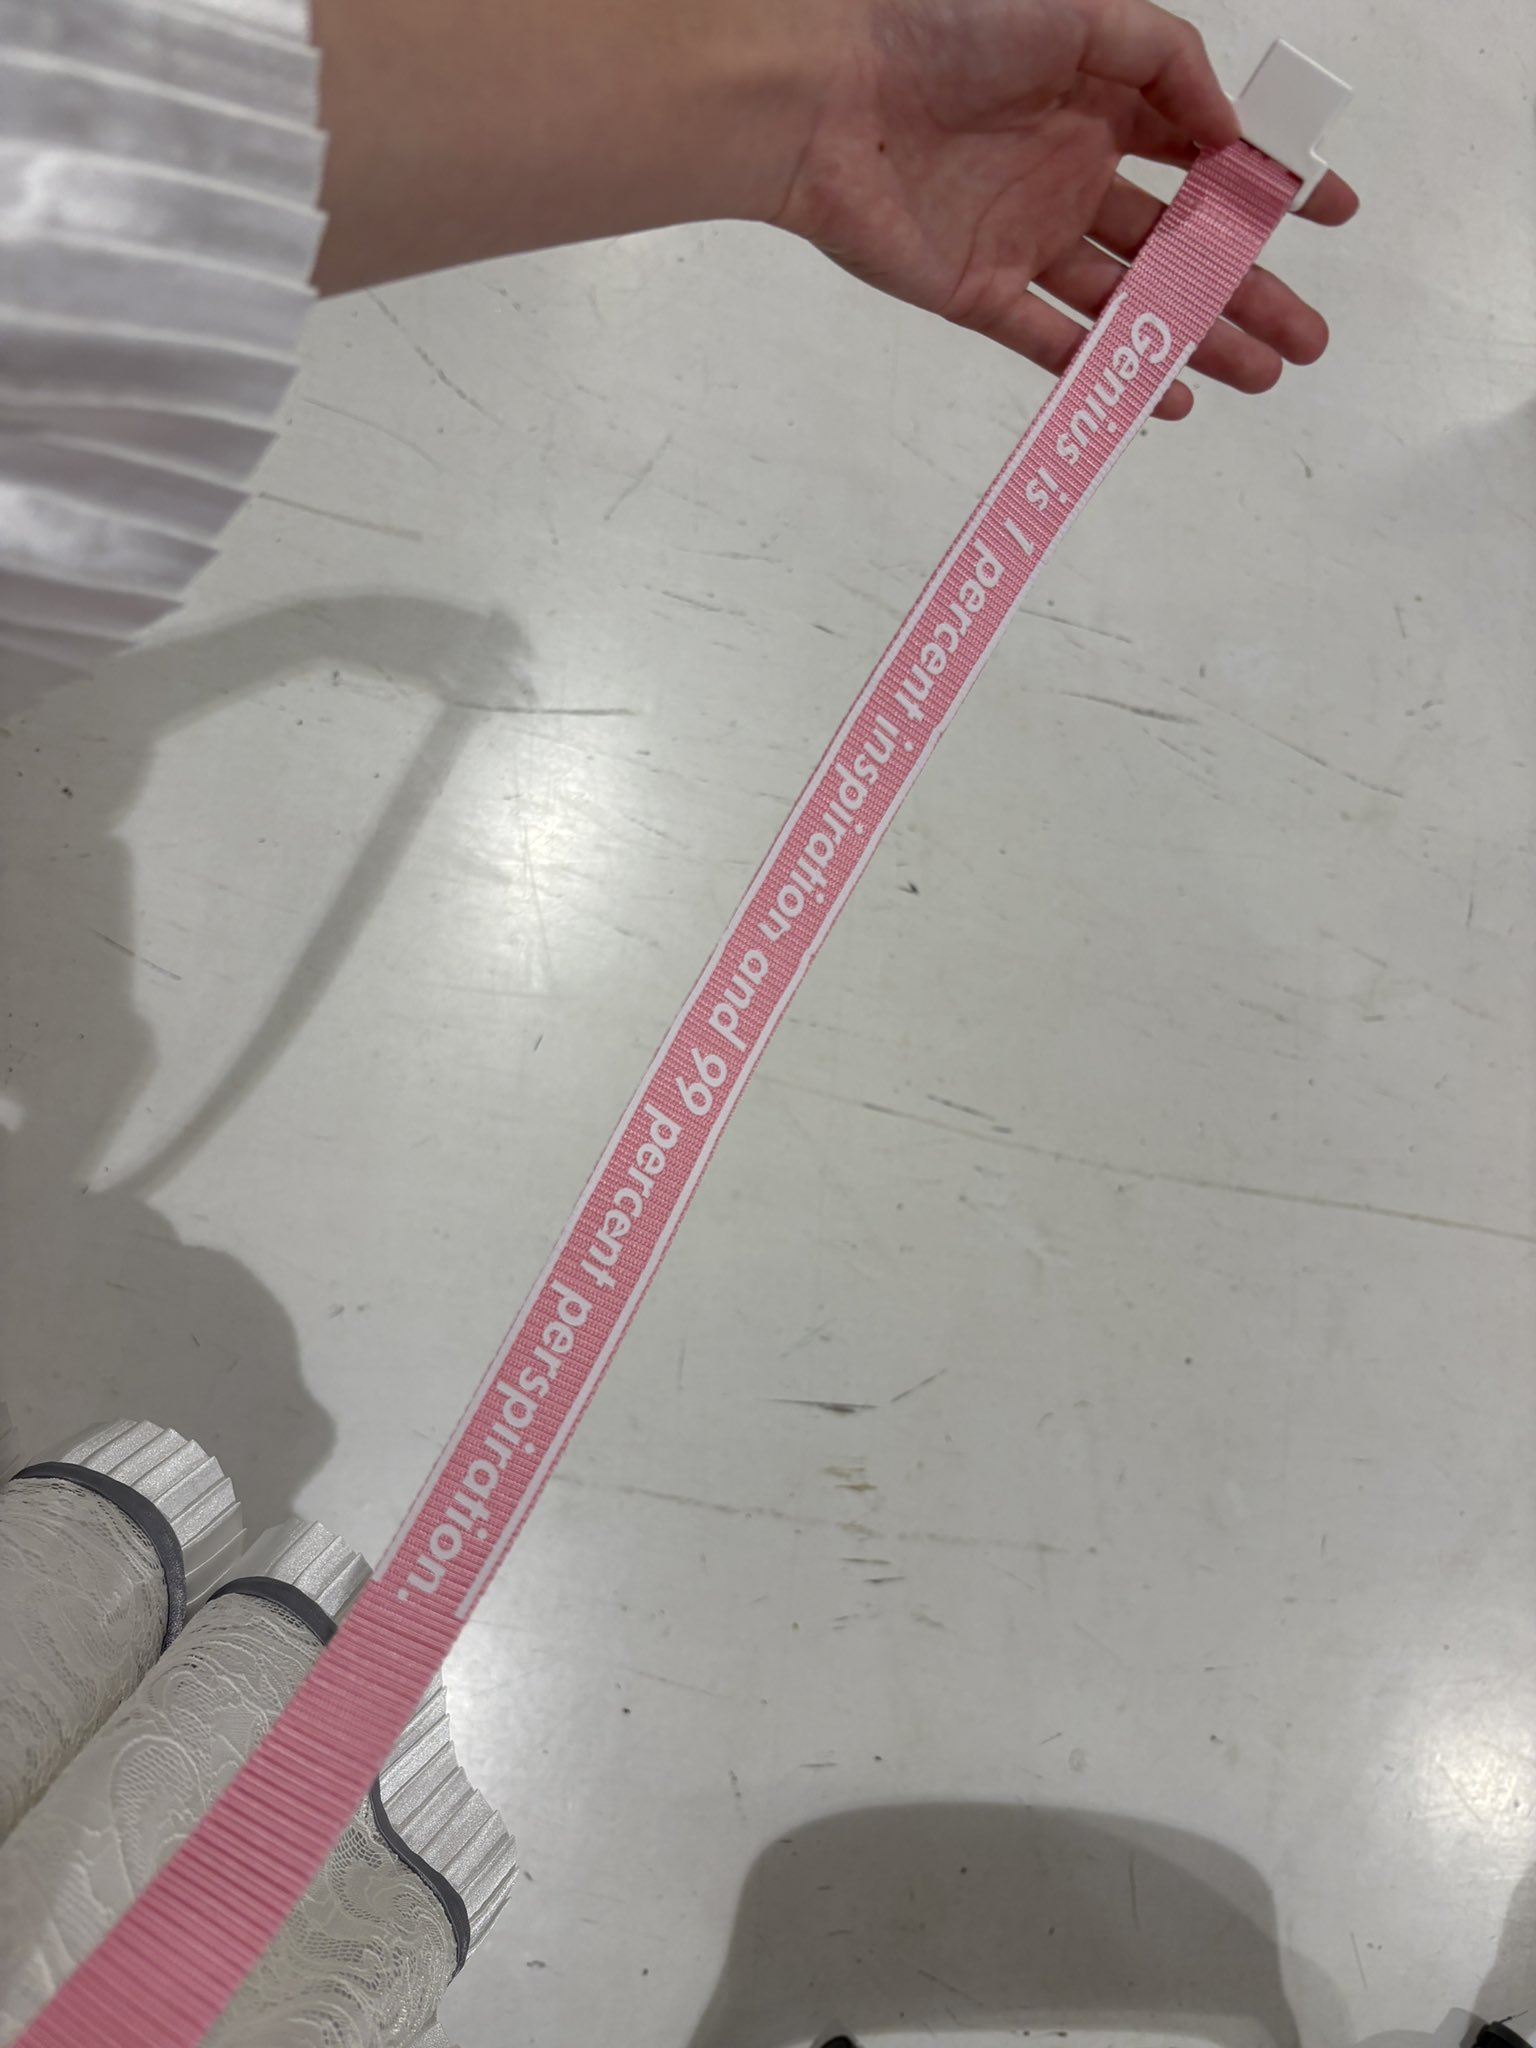 Genius is 1 percent inspiration and 99 percent perspiration.